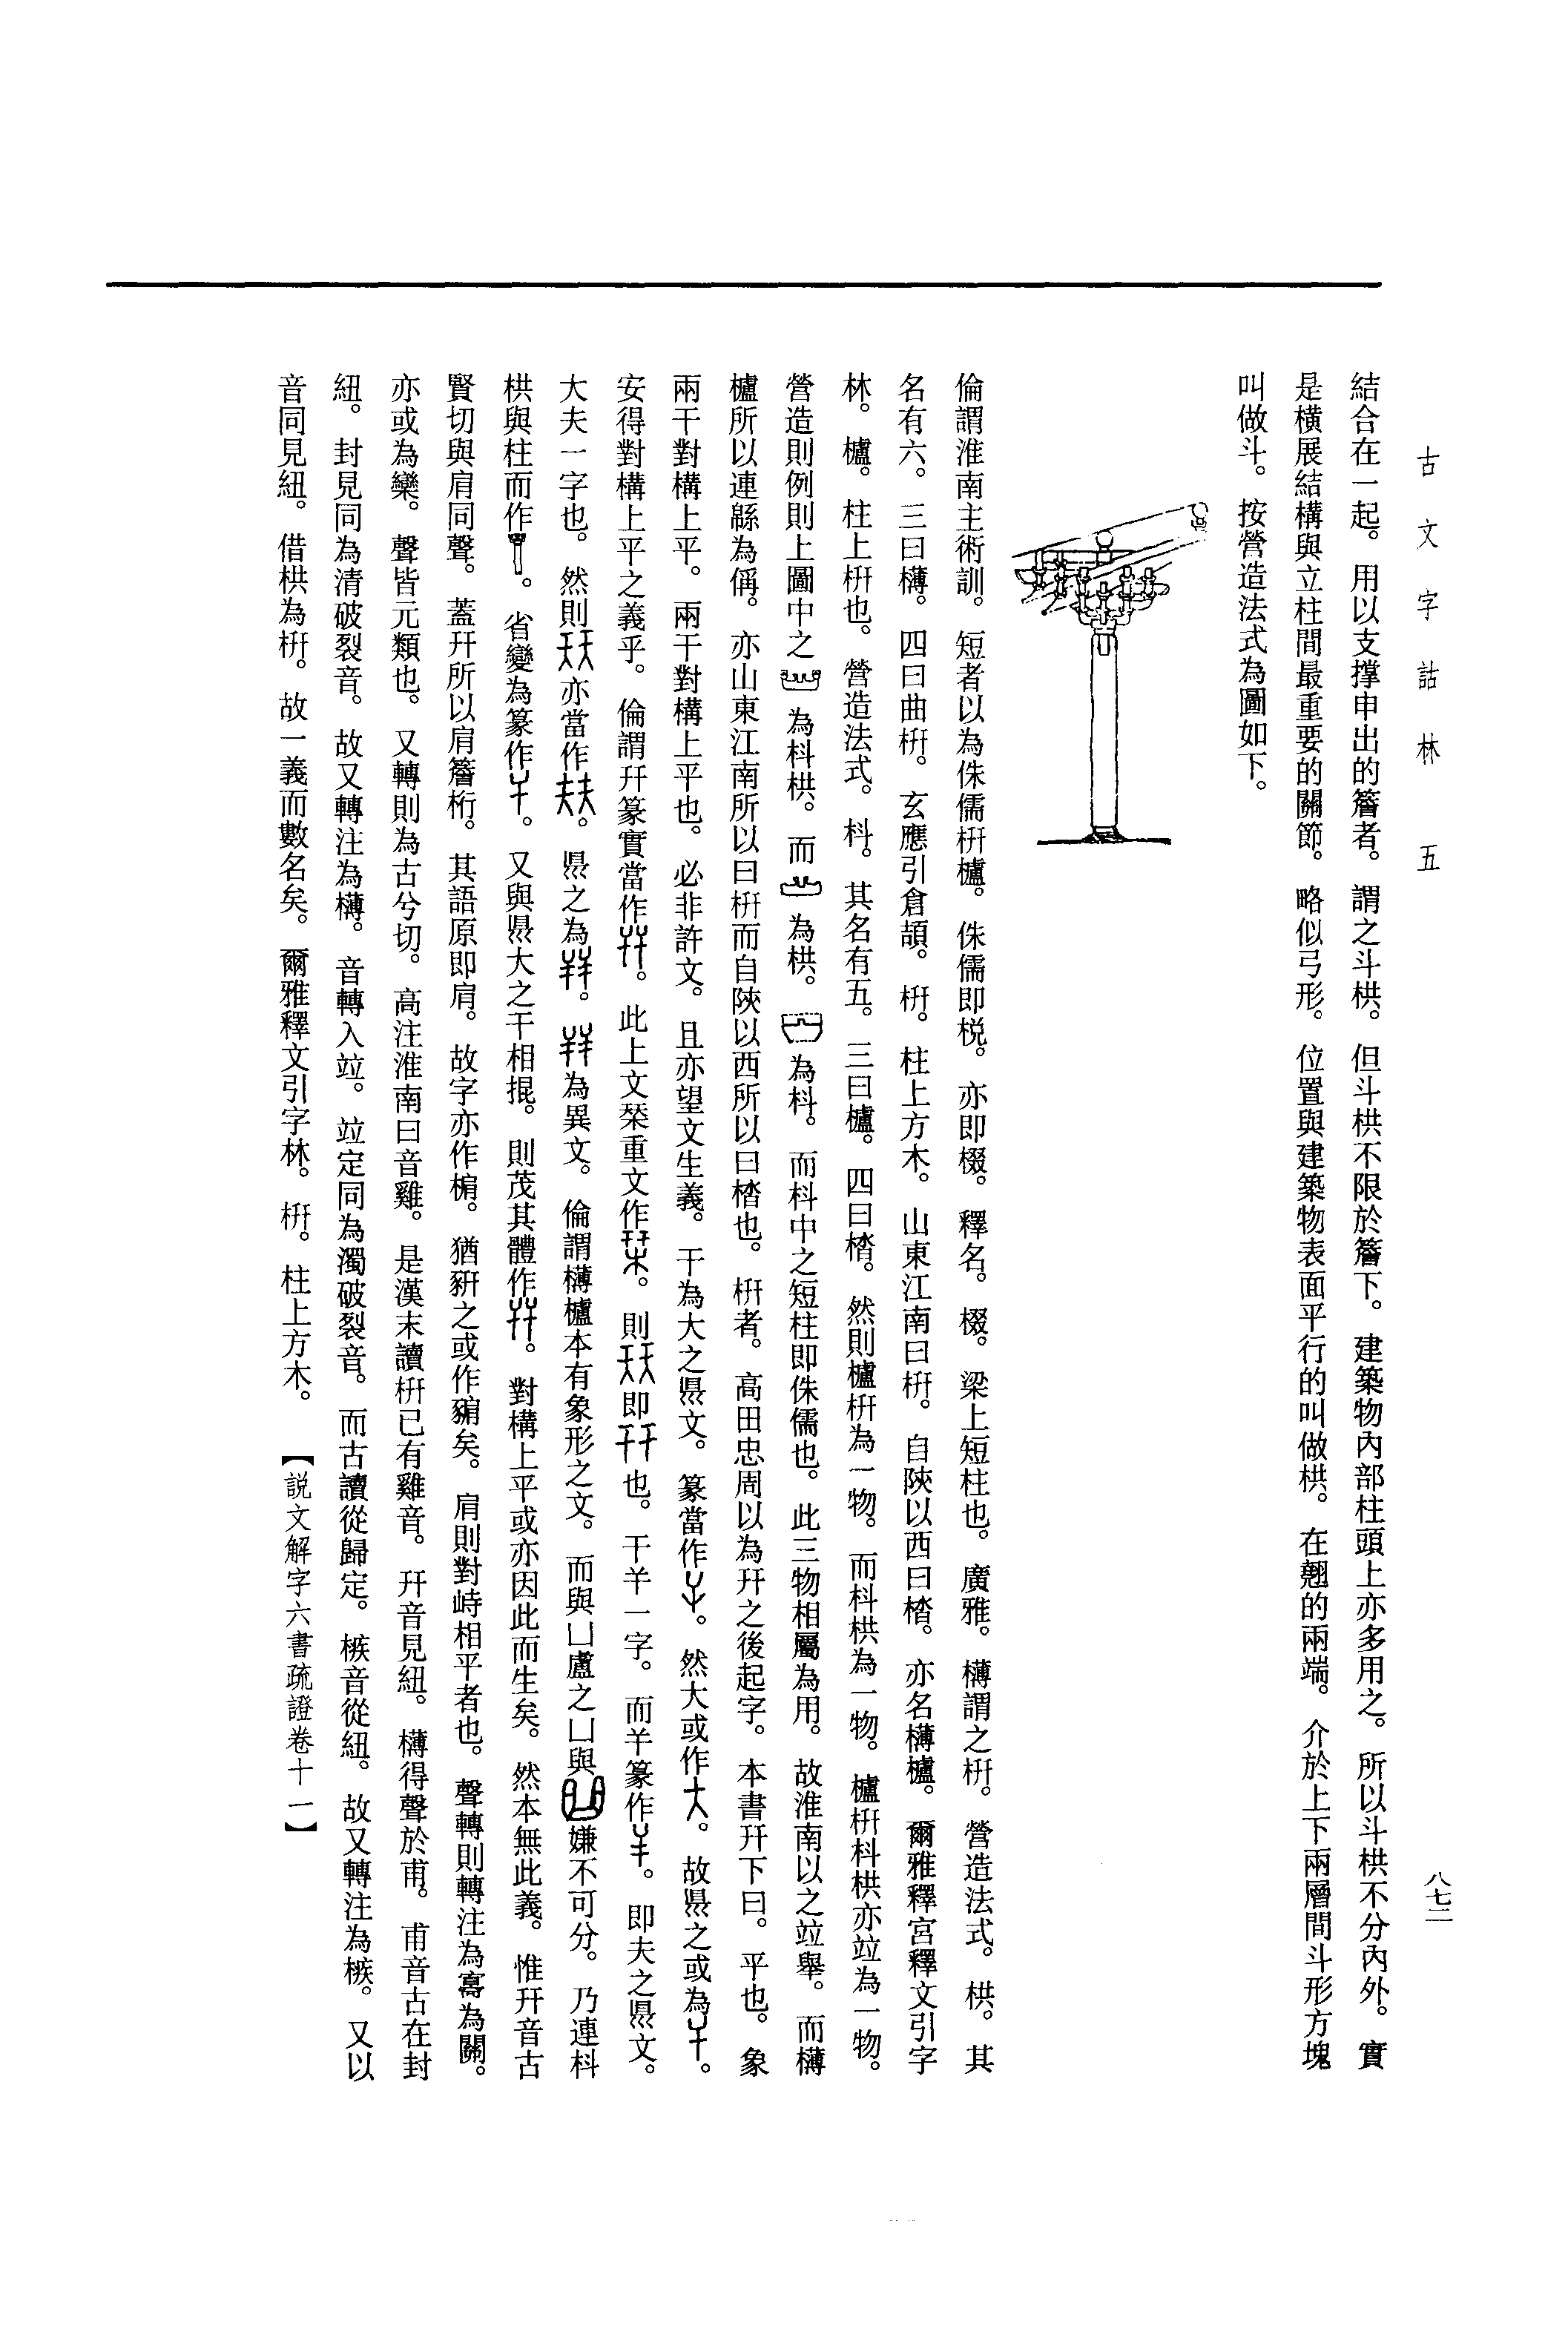 古文字詁林 五
八七二
結合在一起。用以支撐申出的簷者。謂之斗栱。但斗栱不限於簷下。建築物內部柱頭上亦多用之。所以斗栱不分內外。實
是橫展結構與立柱間最重要的關節。略似弓形。位置與建築物表面平行的叫做栱。在翹的兩端。介於上下兩層間斗形方塊
叫做斗。按營造法式為圖如下。
倫謂淮南主術訓。短者以為侏儒枅櫨。侏儒即棁。亦即棳。釋名。棳。梁上短柱也。廣雅。欂謂之枅。營造法式。栱。其
名有六。三曰欂。四曰曲枅。玄應引倉頡。枅。柱上方木。山東江南曰枅。自陝以西曰楷。亦名欂櫨。爾雅釋宮釋文引字
林。櫨。柱上枅也。營造法式。枓。其名有五。三曰櫨。四曰楷。然則櫨枅為一物。而枓栱為一物。櫨枅枓栱亦竝為一物。
營造則例則上圖中之 為枓栱。而 為栱。 為枓。而枓中之短柱即侏儒也。此三物相屬為用。故淮南以之竝舉。而欂
櫨所以連緜為偁。亦山東江南所以曰枅而自陝以西所以曰楷也。枅者。高田忠周以為幵之後起字。本書幵下曰。平也。象
兩干對構上平。兩干對構上平也。必非許文。且亦望文生義。干為大之㬎文。篆當作 。然大或作 。故㬎之或為 。
安得對構上平之義乎。倫謂幵篆實當作 。此上文栞重文作 。則 即 也。干羊一字。而羊篆作 。即夫之㬎文。
大夫一字也。然則 亦當作 。㬎之為 。 為異文。倫謂欂櫨本有象形之文。而與凵盧之凵與 嫌不可分。乃連枓
栱與柱而作 。省變為篆作 。又與㬎大之干相掍。則茂其體作 。對構上平或亦因此而生矣。然本無此義。惟幵音古
賢切與肩同聲。蓋幵所以肩簷桁。其語原即肩。故字亦作 。猶豣之或作豜矣。肩則對峙相平者也。聲轉則轉注為 為關。
亦或為欒。聲皆元類也。又轉則為古兮切。高注淮南曰音雞。是漢末讀枅已有雞音。幵音見紐。欂得聲於甫。甫音古在封
紐。封見同為清破裂音。故又轉注為欂。音轉入竝。竝定同為濁破裂音。而古讀從歸定。槉音從紐。故又轉注為槉。又以
音同見紐。借栱為枅。故一義而數名矣。爾雅釋文引字林。枅。柱上方木。【説文解字六書疏證卷十一】